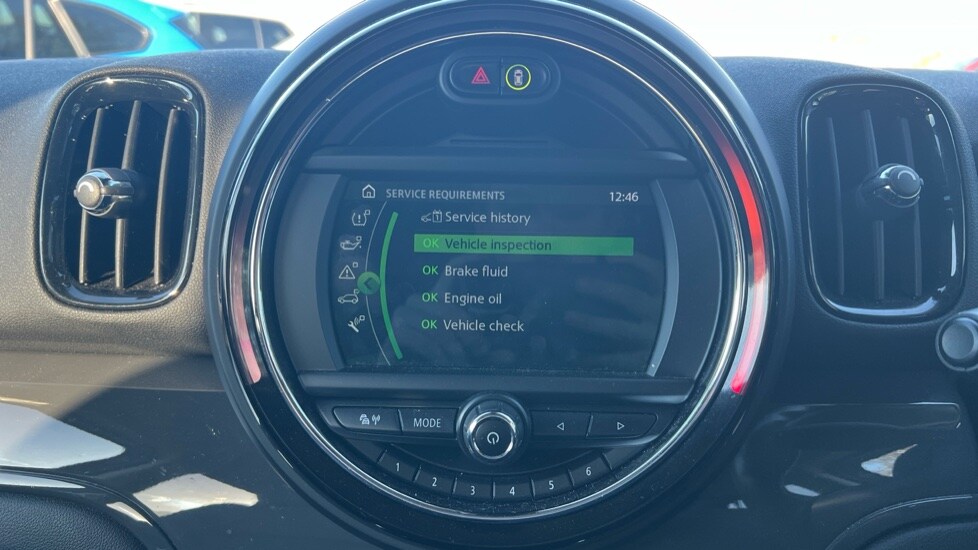 SERVICE REQUIREMENTS 12:46
Service history
OK Vehicle inspection
OK Brake fluid
OK Engine oil
OK Vehicle check
MODE
1 2 3 4 5 6